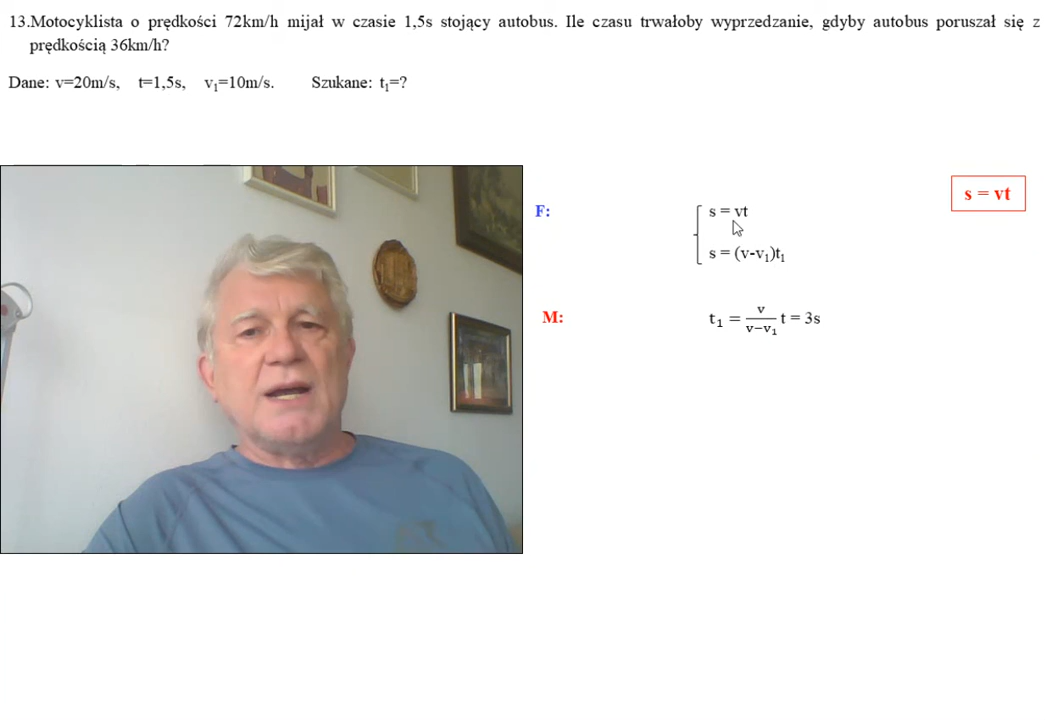 13.Motocyklista o prędkości 72km/h mijał w czasie 1,5s stojący autobus. Ile czasu trwałoby wyprzedzanie, gdyby autobus poruszał się z
prędkością 36km/h?
Dane: v=20m/s, t=1,5s, v₁=10m/s. Szukane: t₁=?
s = vt
F:
s = vt
s = (v-v₁)t₁
M:
t₁ = v/(v−v₁) t = 3s